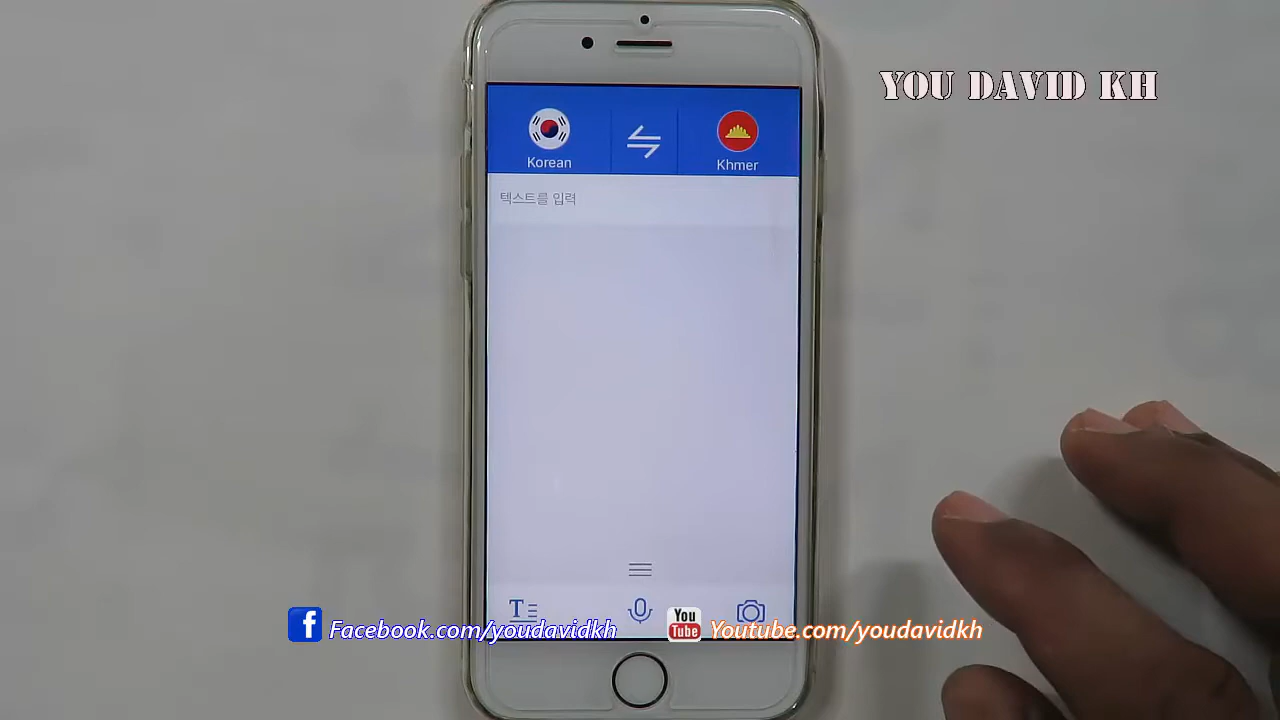 YOU DAVID KH
Korean
Khmer
텍스트를 입력
T
Facebook.com/youdavidkh
You
Tube
Youtube.com/youdavidkh